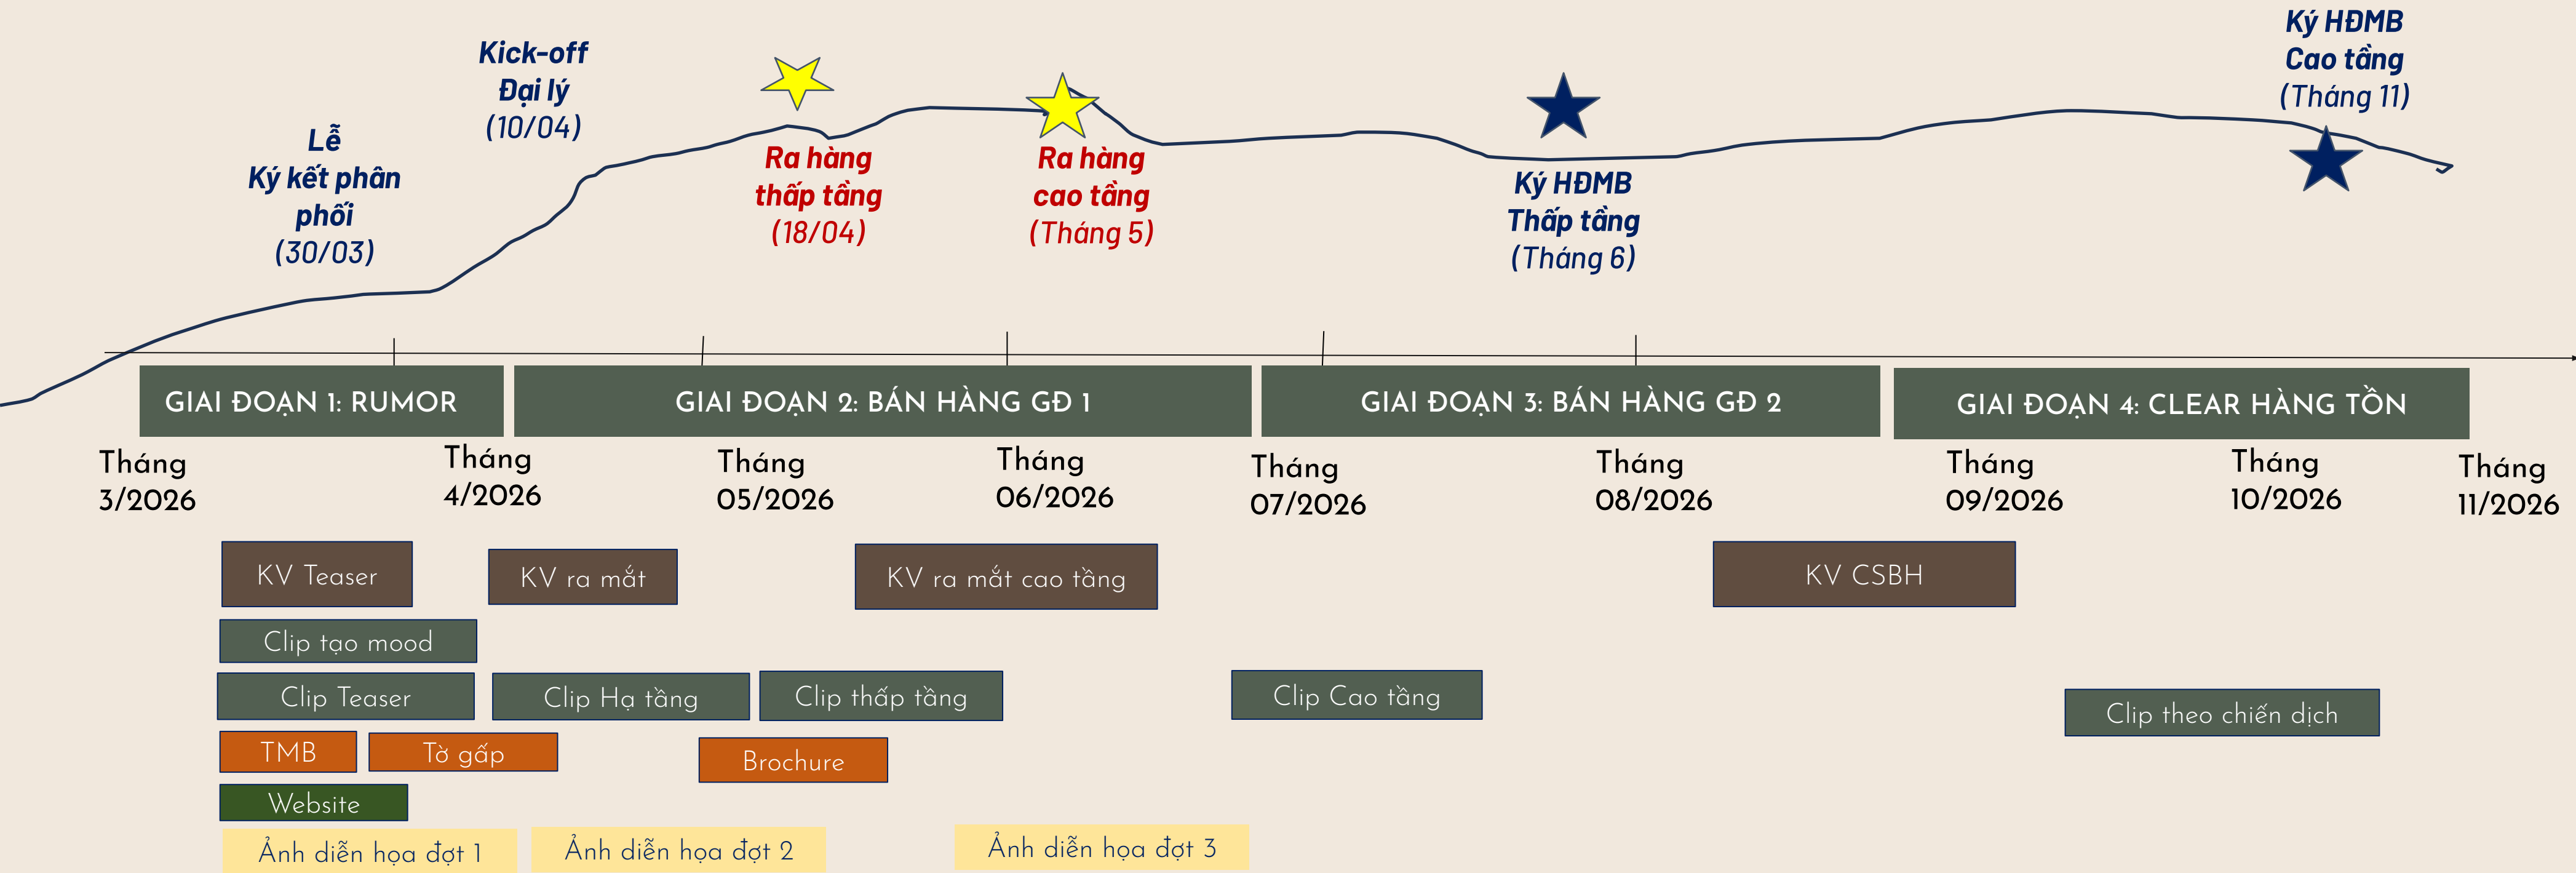 Lễ
Ký kết phân
phối
(30/03)
Kick-off
Đại lý
(10/04)
Ra hàng
thấp tầng
(18/04)
Ra hàng
cao tầng
(Tháng 5)
Ký HĐMB
Thấp tầng
(Tháng 6)
Ký HĐMB
Cao tầng
(Tháng 11)
GIAI ĐOẠN 1: RUMOR
GIAI ĐOẠN 2: BÁN HÀNG GĐ 1
GIAI ĐOẠN 3: BÁN HÀNG GĐ 2
GIAI ĐOẠN 4: CLEAR HÀNG TỒN
Tháng
3/2026
Tháng
4/2026
Tháng
05/2026
Tháng
06/2026
Tháng
07/2026
Tháng
08/2026
Tháng
09/2026
Tháng
10/2026
Tháng
11/2026
KV Teaser
KV ra mắt
KV ra mắt cao tầng
KV CSBH
Clip tạo mood
Clip Teaser
Clip Hạ tầng
Clip thấp tầng
Clip Cao tầng
Clip theo chiến dịch
TMB
Tờ gấp
Brochure
Website
Ảnh diễn họa đợt 1
Ảnh diễn họa đợt 2
Ảnh diễn họa đợt 3